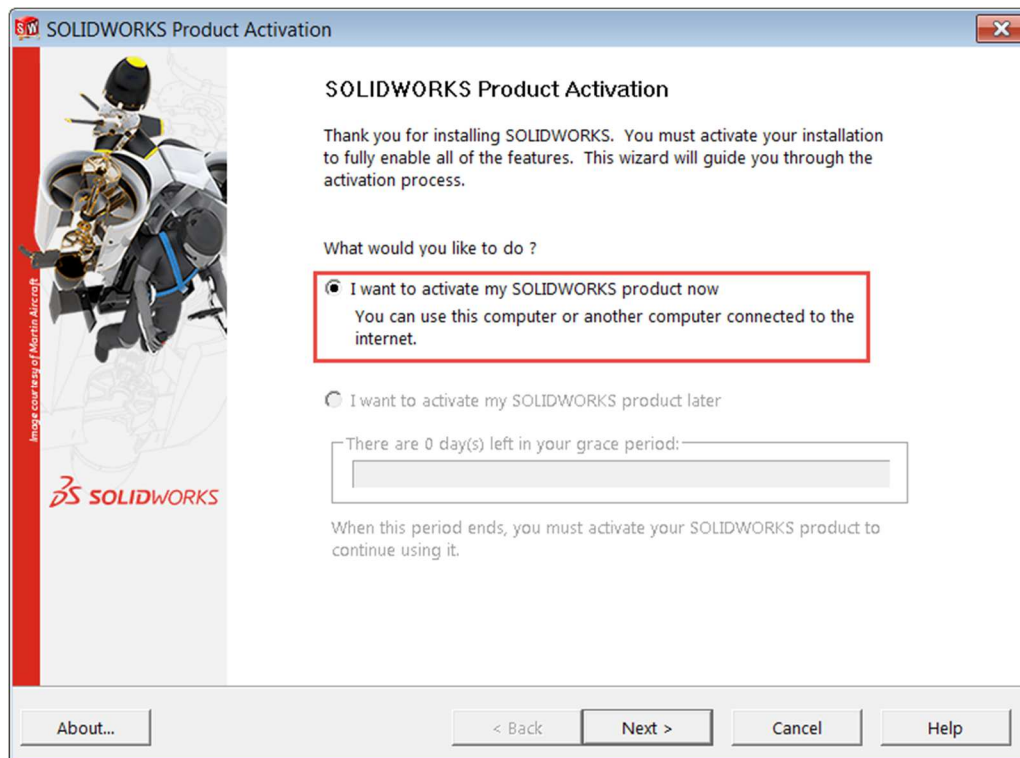 SOLIDWORKS Product Activation
SOLIDWORKS Product Activation
Thank you for installing SOLIDWORKS. You must activate your installation
to fully enable all of the features. This wizard will guide you through the
activation process.
What would you like to do ?
I want to activate my SOLIDWORKS product now
You can use this computer or another computer connected to the
internet.
I want to activate my SOLIDWORKS product later
There are 0 day(s) left in your grace period:
When this period ends, you must activate your SOLIDWORKS product to
continue using it.
Image courtesy of Martin Aircraft
SOLIDWORKS
About...
< Back
Next >
Cancel
Help